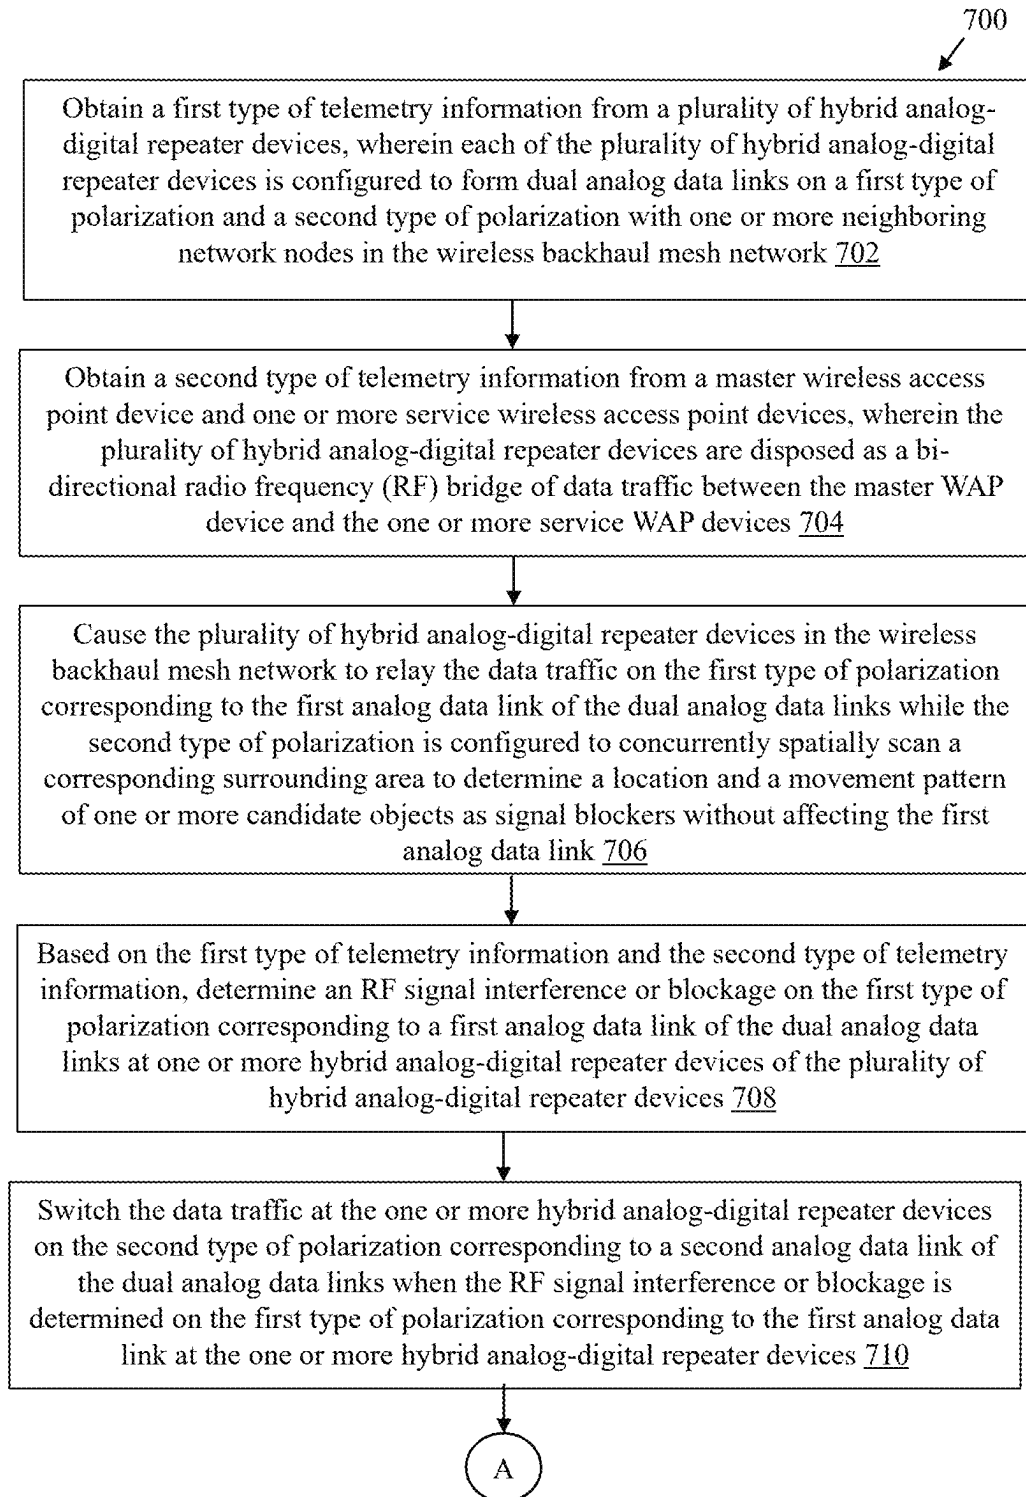 700
Obtain a first type of telemetry information from a plurality of hybrid analog-
digital repeater devices, wherein each of the plurality of hybrid analog-digital
repeater devices is configured to form dual analog data links on a first type of
polarization and a second type of polarization with one or more neighboring
network nodes in the wireless backhaul mesh network 702
Obtain a second type of telemetry information from a master wireless access
point device and one or more service wireless access point devices, wherein the
plurality of hybrid analog-digital repeater devices are disposed as a bi-
directional radio frequency (RF) bridge of data traffic between the master WAP
device and the one or more service WAP devices 704
Cause the plurality of hybrid analog-digital repeater devices in the wireless
backhaul mesh network to relay the data traffic on the first type of polarization
corresponding to the first analog data link of the dual analog data links while the
second type of polarization is configured to concurrently spatially scan a
corresponding surrounding area to determine a location and a movement pattern
of one or more candidate objects as signal blockers without affecting the first
analog data link 706
Based on the first type of telemetry information and the second type of telemetry
information, determine an RF signal interference or blockage on the first type of
polarization corresponding to a first analog data link of the dual analog data
links at one or more hybrid analog-digital repeater devices of the plurality of
hybrid analog-digital repeater devices 708
Switch the data traffic at the one or more hybrid analog-digital repeater devices
on the second type of polarization corresponding to a second analog data link of
the dual analog data links when the RF signal interference or blockage is
determined on the first type of polarization corresponding to the first analog data
link at the one or more hybrid analog-digital repeater devices 710
A